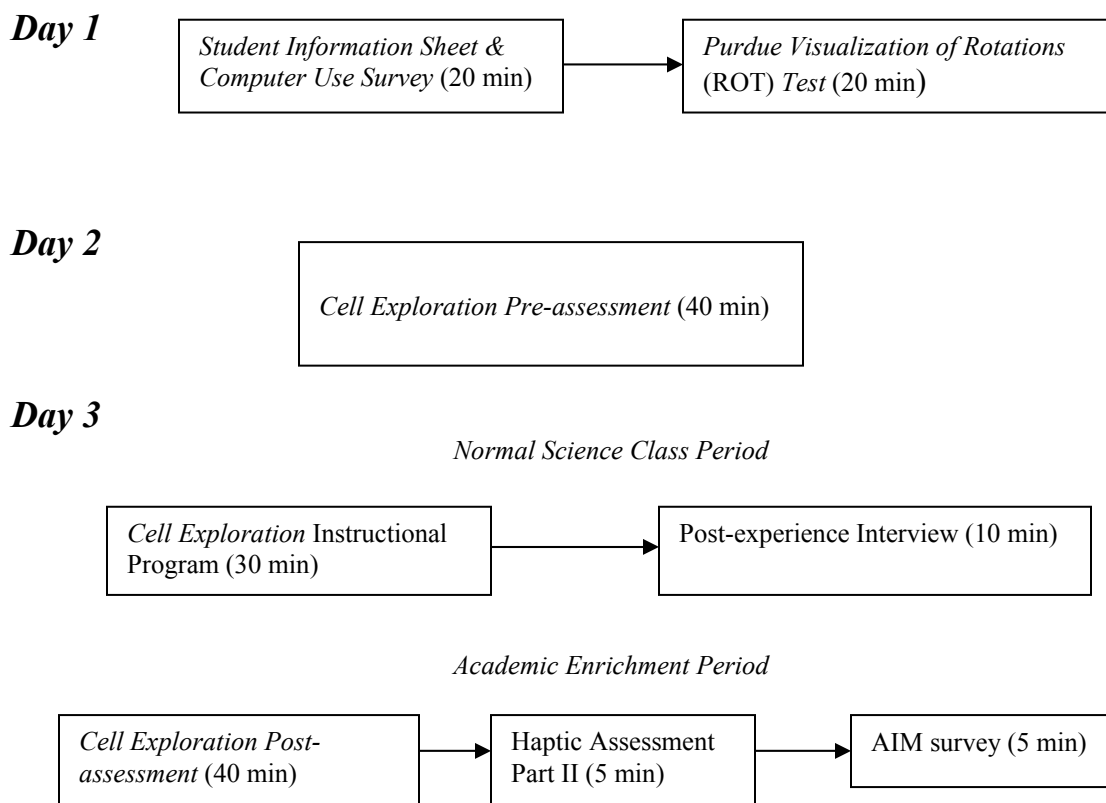 Day 1
Student Information Sheet &
Computer Use Survey (20 min)
Purdue Visualization of Rotations
(ROT) Test (20 min)
Day 2
Cell Exploration Pre-assessment (40 min)
Day 3
Normal Science Class Period
Cell Exploration Instructional
Program (30 min)
Post-experience Interview (10 min)
Academic Enrichment Period
Cell Exploration Post-
assessment (40 min)
Haptic Assessment
Part II (5 min)
AIM survey (5 min)